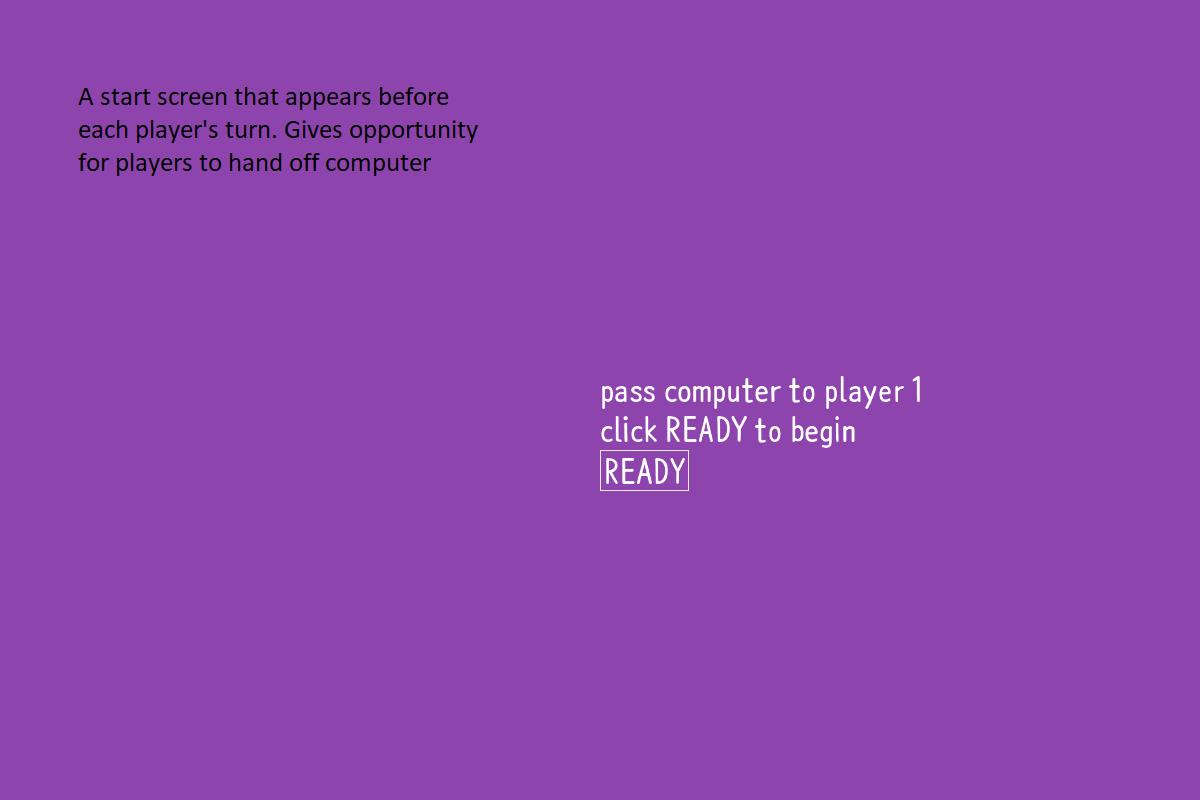 A start screen that appears before
each player's turn. Gives opportunity
for players to hand off computer
pass computer to player 1
click READY to begin
READY